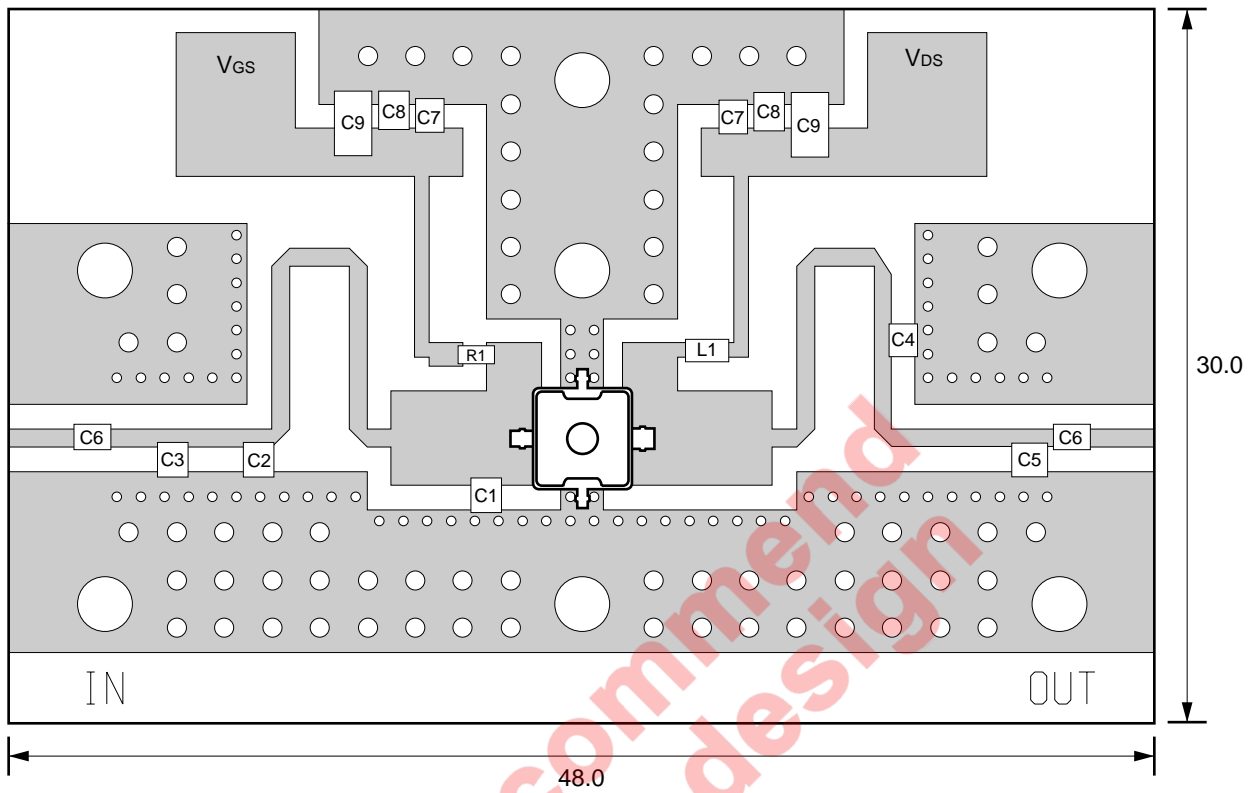 VGS
VDS
C9 C8 C7
C7 C8 C9
R1
L1
C4
30.0
C6
C3
C2
C1
C5
C6
IN
OUT
48.0
commend
design